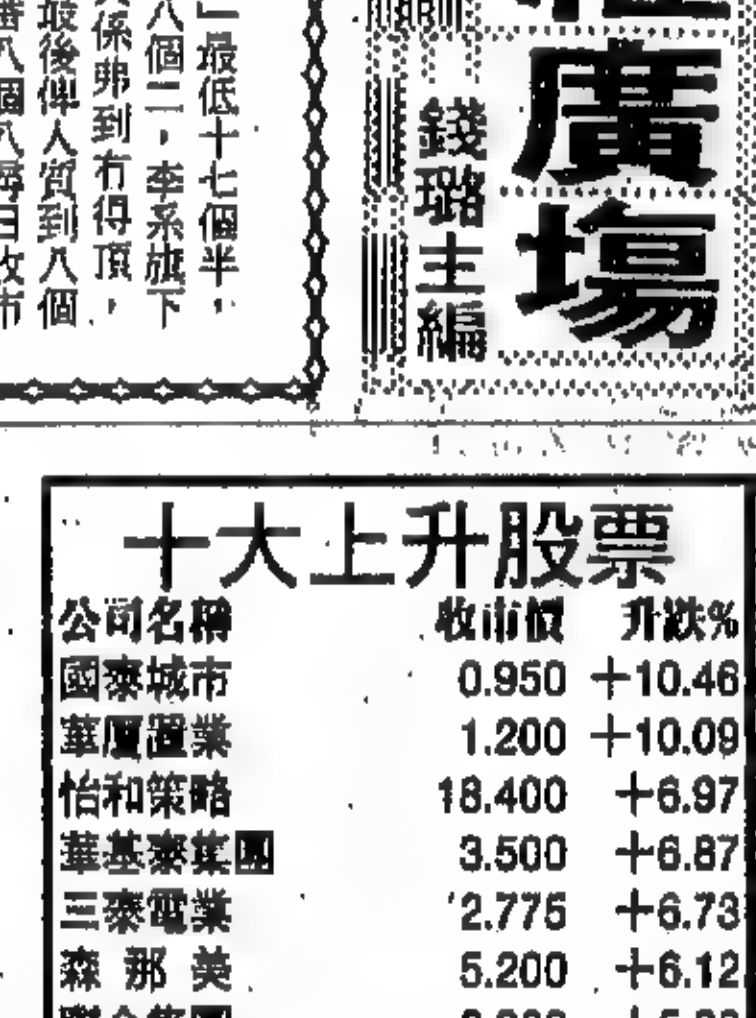 廣場
錢璐主編
」最低十七個半，
八個二，李系旗下
係弗到冇得頂，
最後俾人質到八個
十大上升股票
公司名稱 收市價 升跌%
國泰城市 0.950 +10.46
華廈置業 1.200 +10.09
怡和策略 18.400 +6.97
華基泰集團 3.500 +6.87
三泰電業 2.775 +6.73
森那美 5.200 +6.12